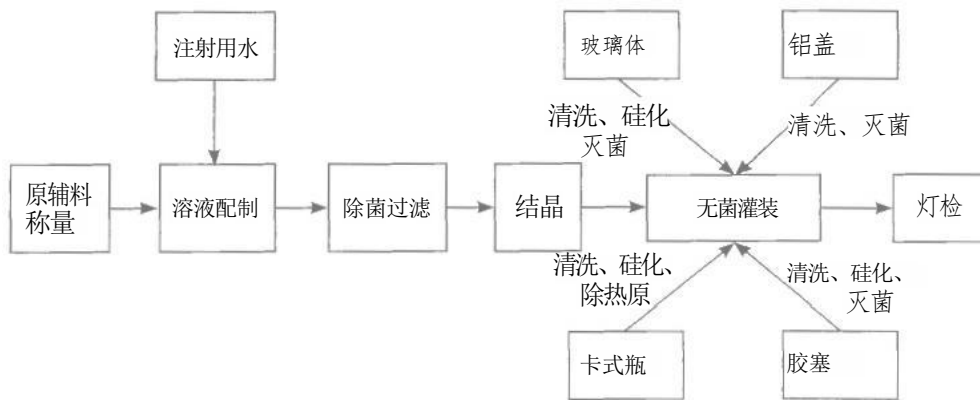 注射用水
玻璃体
铝盖
清洗、硅化
灭菌
清洗、灭菌
原辅料
称量
溶液配制
除菌过滤
结晶
无菌灌装
灯检
清洗、硅化、
除热原
清洗、硅化、
灭菌
卡式瓶
胶塞